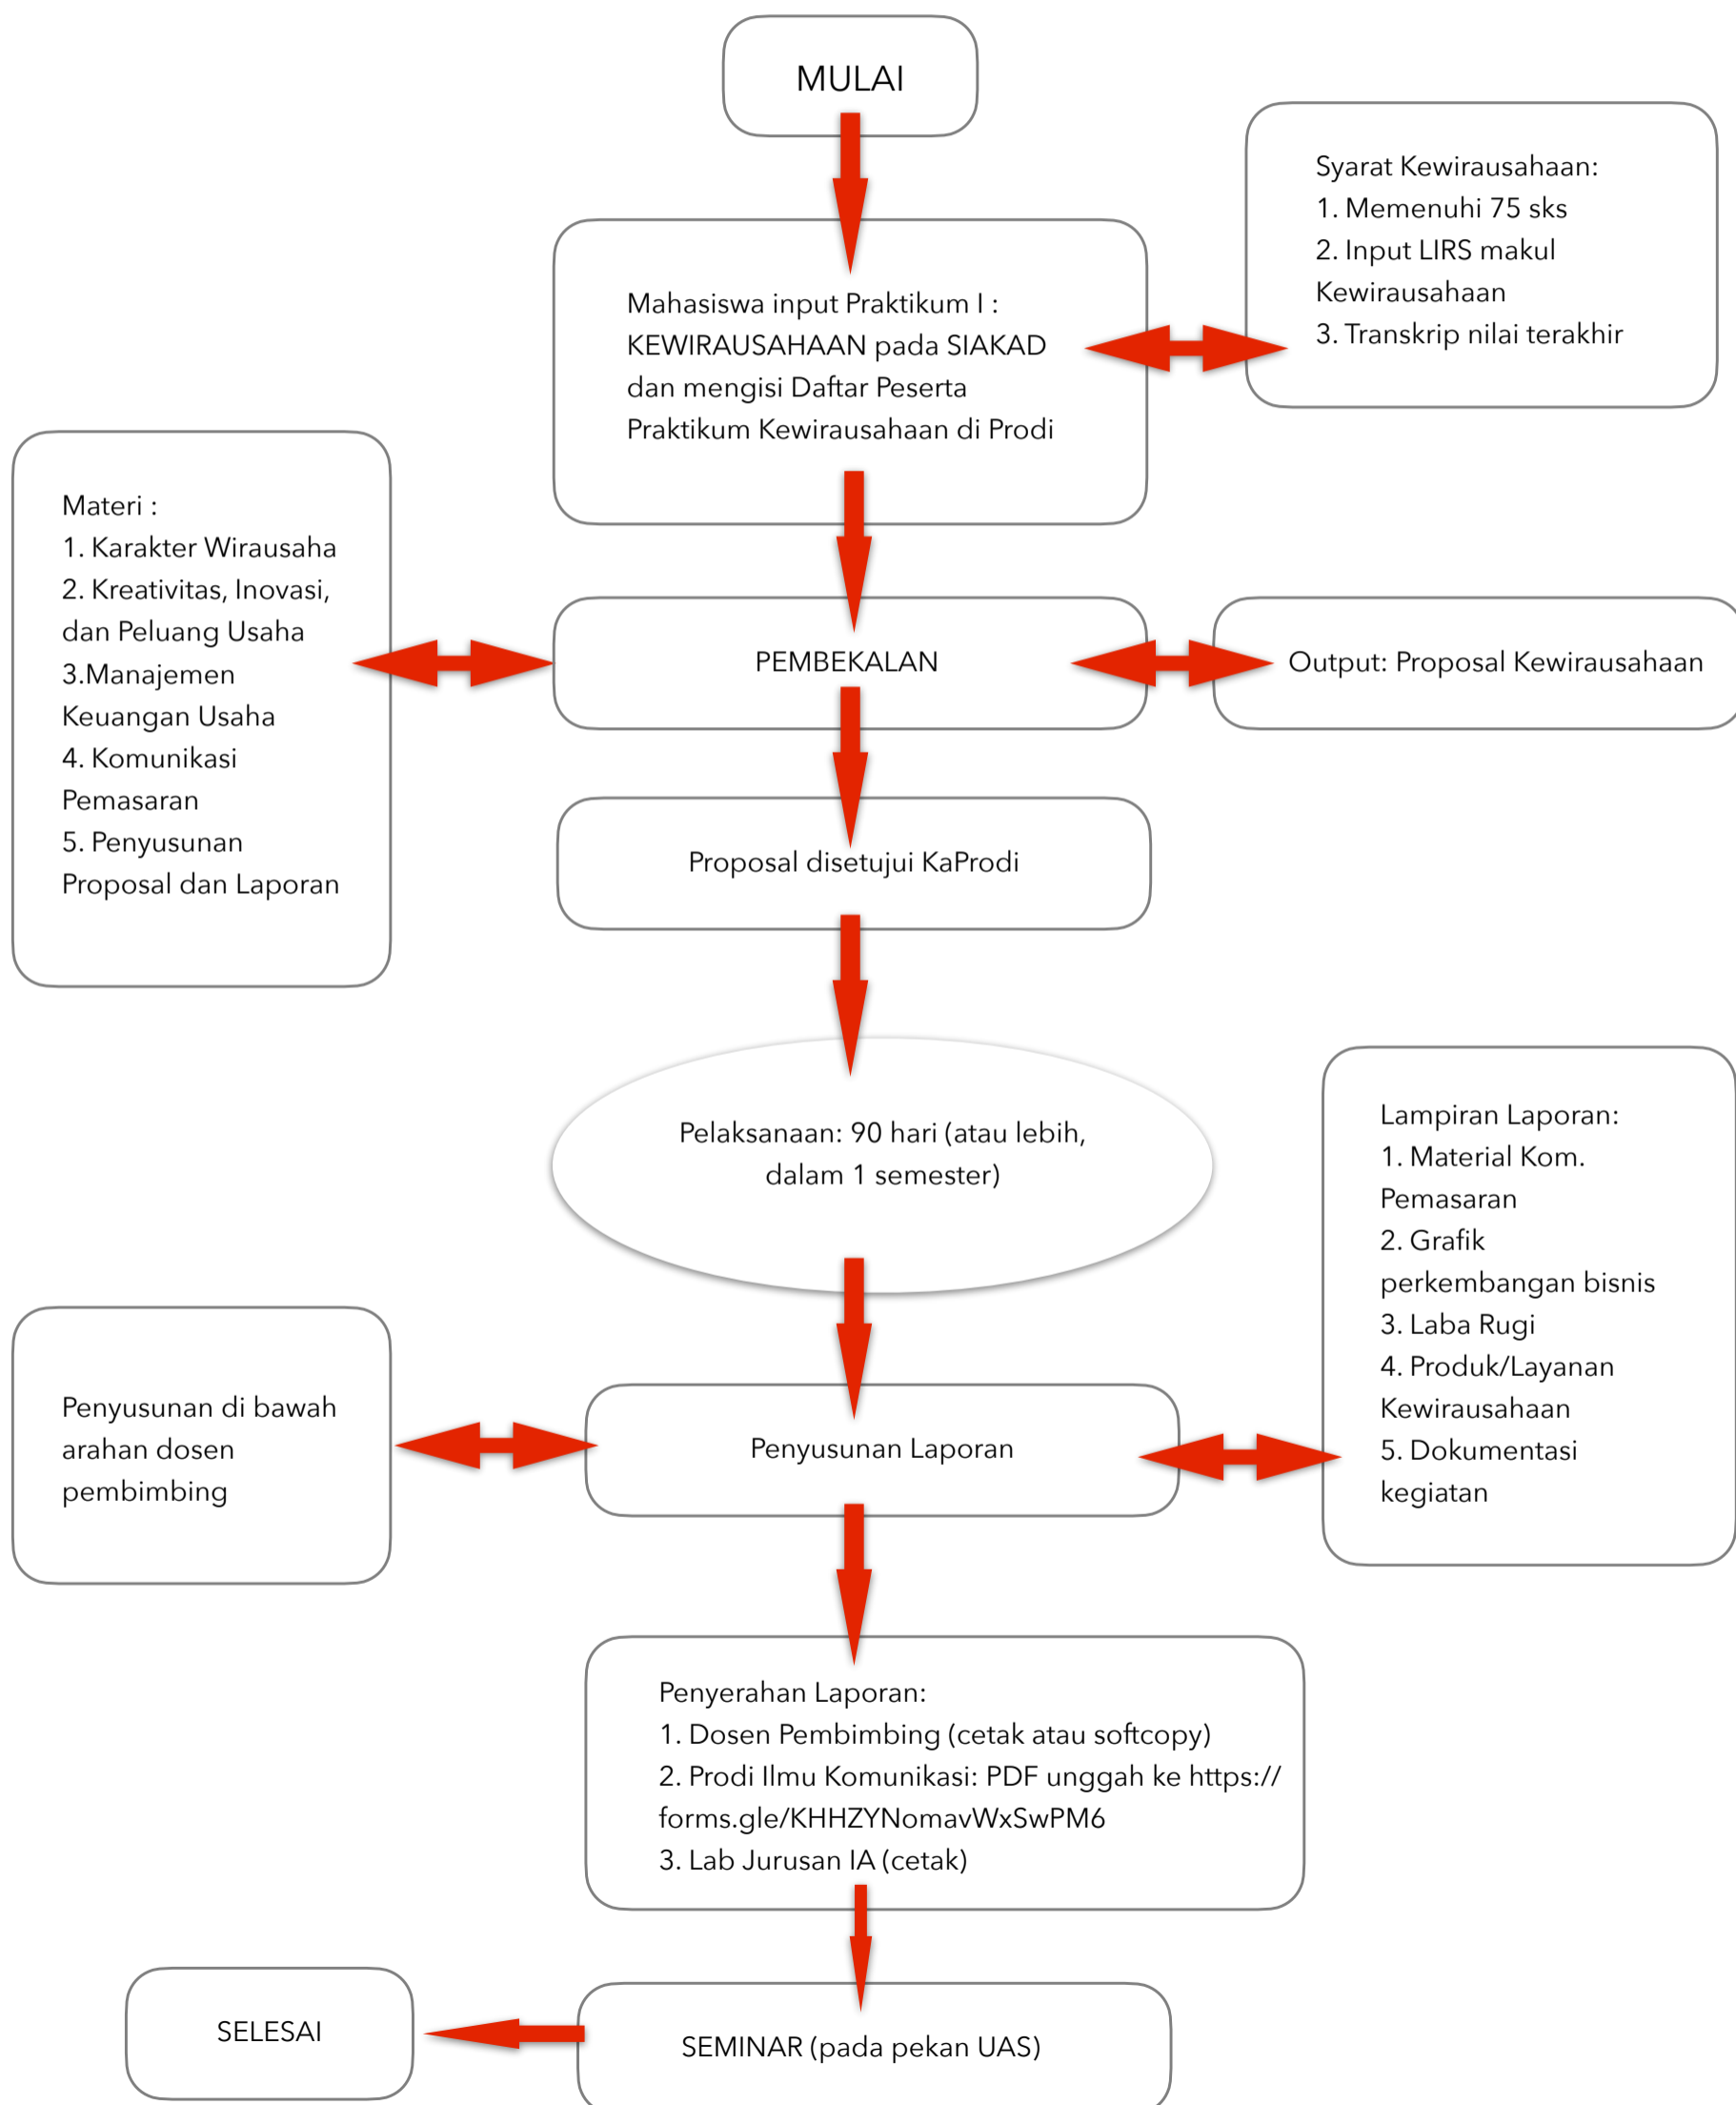 MULAI
Syarat Kewirausahaan:
1. Memenuhi 75 sks
2. Input LIRS makul
Kewirausahaan
3. Transkrip nilai terakhir
Mahasiswa input Praktikum I :
KEWIRAUSAHAAN pada SIAKAD
dan mengisi Daftar Peserta
Praktikum Kewirausahaan di Prodi
Materi :
1. Karakter Wirausaha
2. Kreativitas, Inovasi,
dan Peluang Usaha
3.Manajemen
Keuangan Usaha
4. Komunikasi
Pemasaran
5. Penyusunan
Proposal dan Laporan
PEMBEKALAN
Output: Proposal Kewirausahaan
Proposal disetujui KaProdi
Pelaksanaan: 90 hari (atau lebih,
dalam 1 semester)
Lampiran Laporan:
1. Material Kom.
Pemasaran
2. Grafik
perkembangan bisnis
3. Laba Rugi
4. Produk/Layanan
Kewirausahaan
5. Dokumentasi
kegiatan
Penyusunan di bawah
arahan dosen
pembimbing
Penyusunan Laporan
Penyerahan Laporan:
1. Dosen Pembimbing (cetak atau softcopy)
2. Prodi Ilmu Komunikasi: PDF unggah ke https://
forms.gle/KHHZYNomavWxSwPM6
3. Lab Jurusan IA (cetak)
SELESAI
SEMINAR (pada pekan UAS)